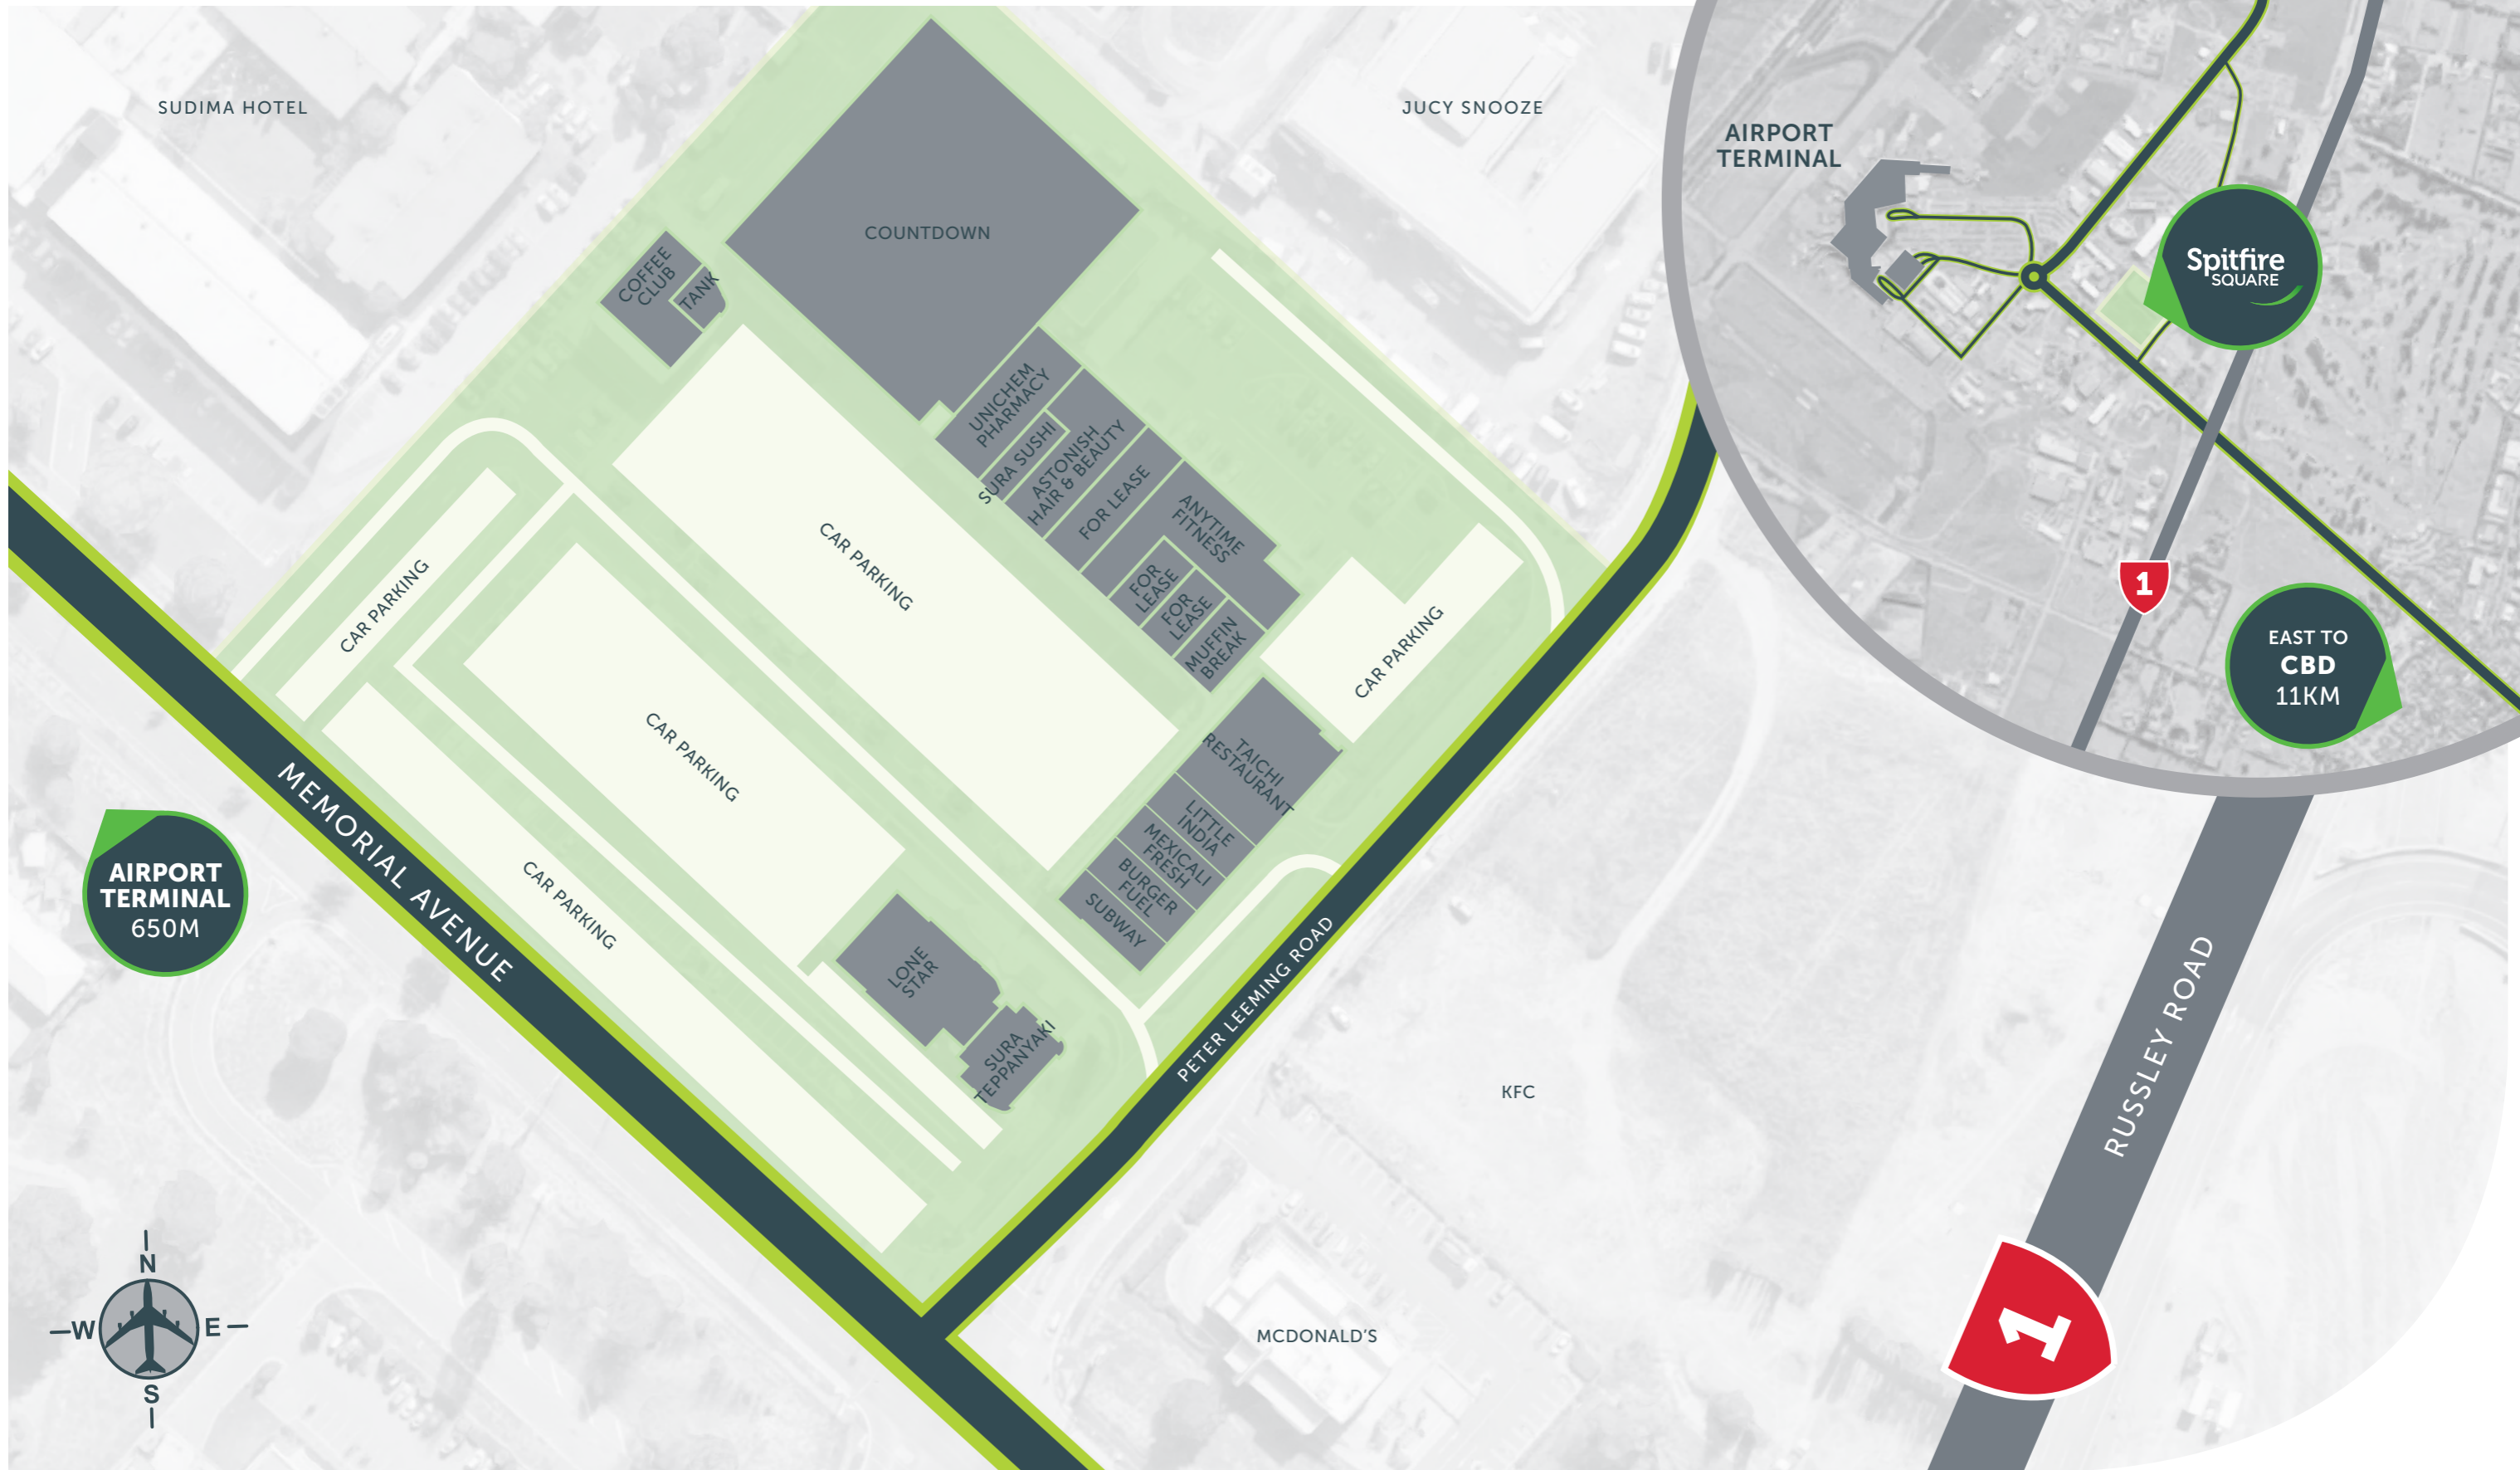 SUDIMA HOTEL
JUCY SNOOZE
AIRPORT
TERMINAL
COUNTDOWN
COFFEE
CLUB
TANK
Spitfire
SQUARE
UNICHEM
PHARMACY
SURA SUSHI
ASTONISH
HAIR & BEAUTY
FOR LEASE
ANYTIME
FITNESS
FOR
LEASE
FOR
LEASE
MUFFIN
BREAK
CAR PARKING
CAR PARKING
CAR PARKING
CAR PARKING
CAR PARKING
1
EAST TO
CBD
11KM
TAICHI
RESTAURANT
LITTLE
INDIA
MEXICALI
FRESH
BURGER
FUEL
SUBWAY
MEMORIAL AVENUE
AIRPORT
TERMINAL
650M
LONE
STAR
SURA
TEPPANYAKI
PETER LEEMING ROAD
RUSSLEY ROAD
KFC
MCDONALD'S
1
N
W
E
S